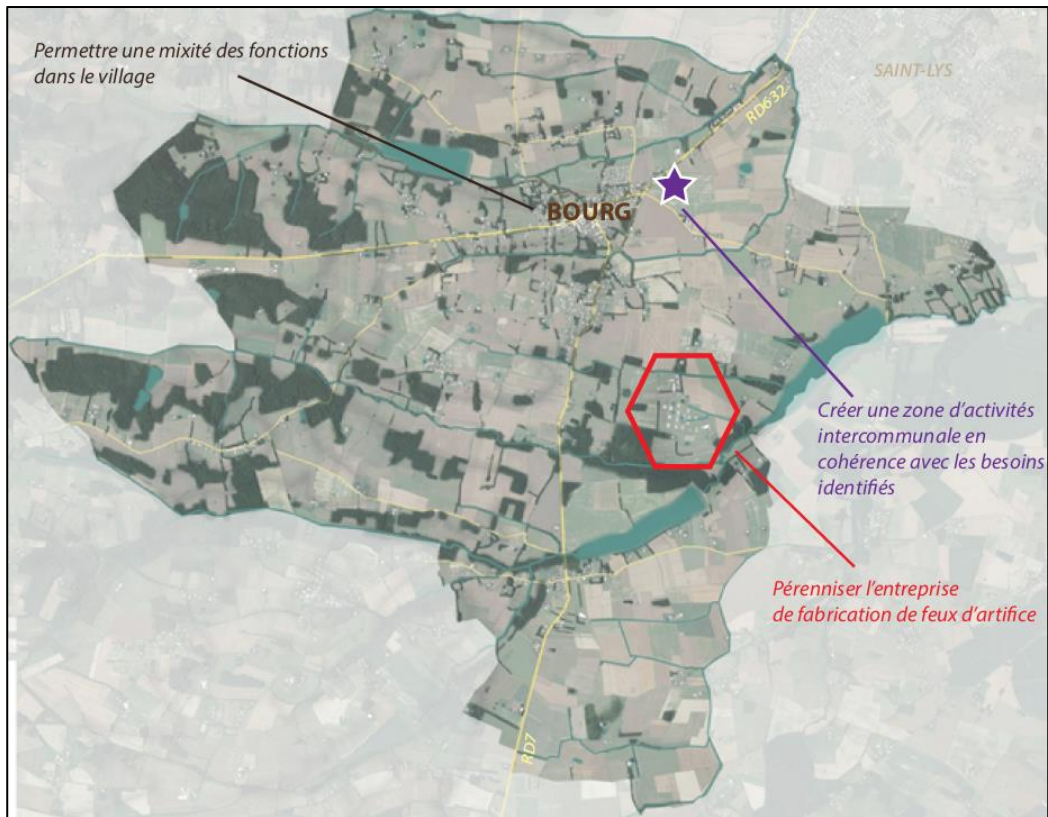 Permettre une mixité des fonctions
dans le village
SAINT-LYS
RD632
BOURG
Créer une zone d'activités
intercommunale en
cohérence avec les besoins
identifiés
Pérenniser l'entreprise
de fabrication de feux d'artifice
RD7